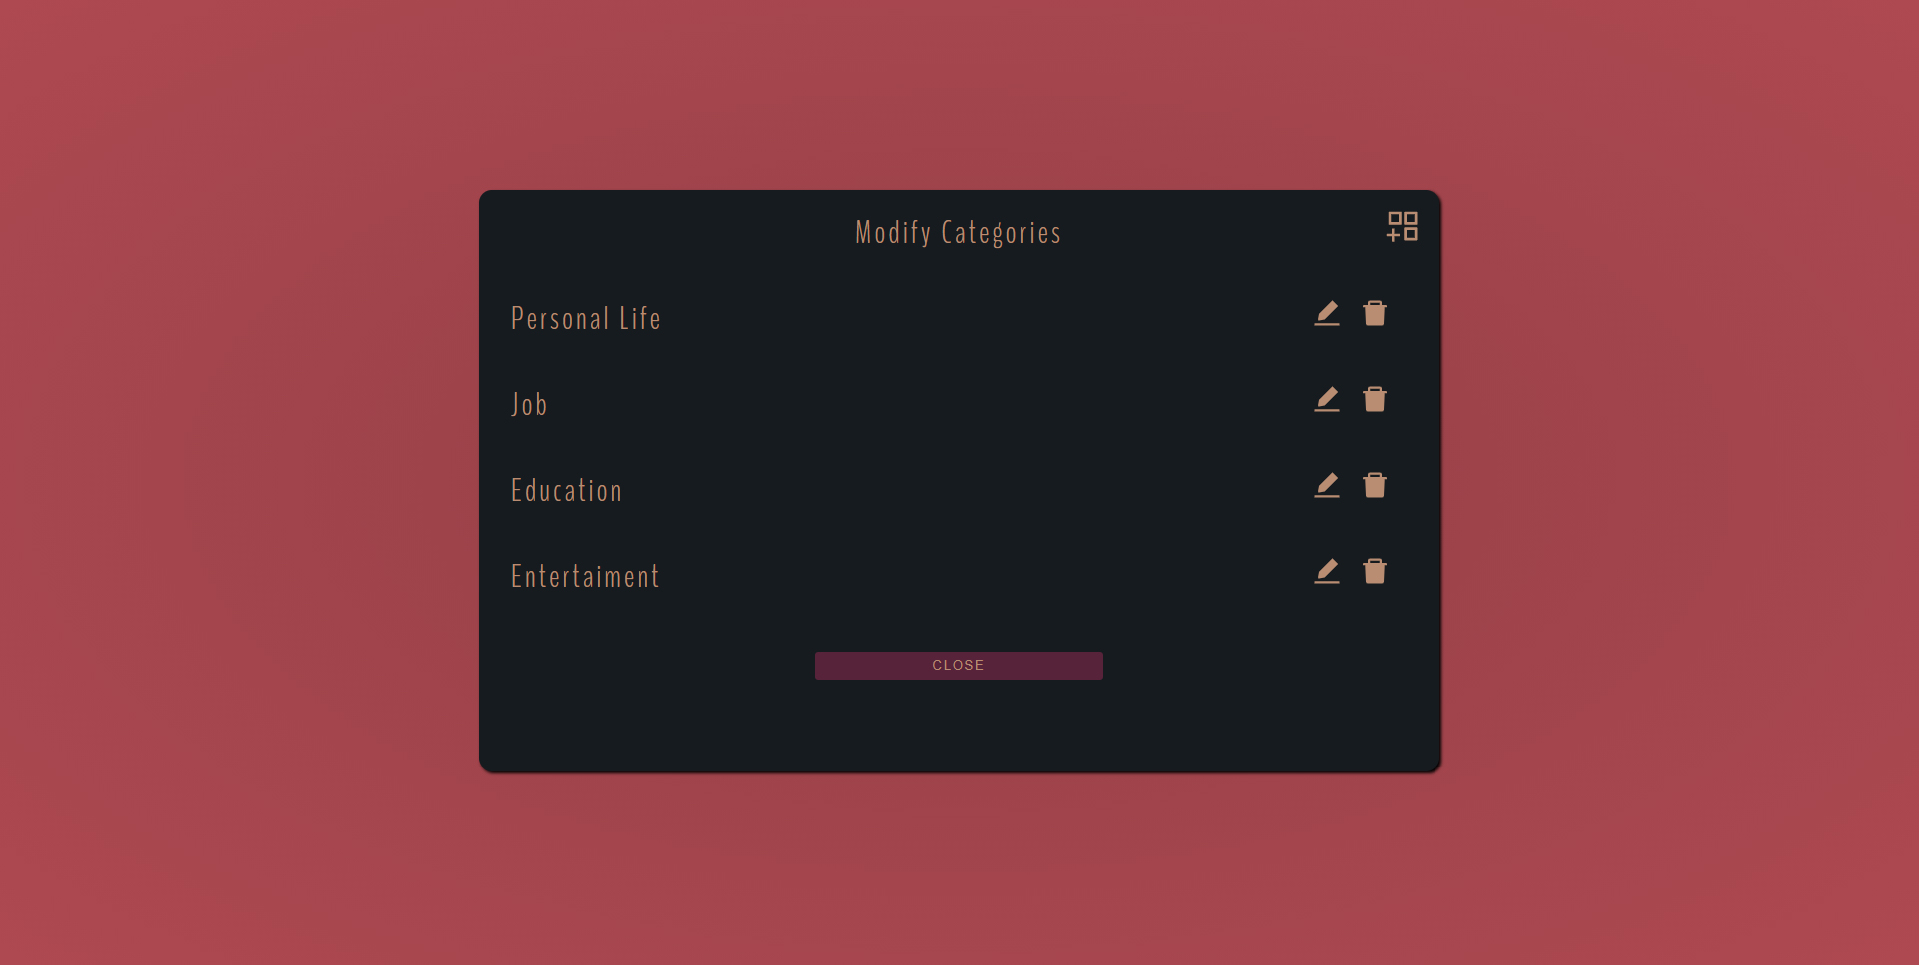 Modify Categories
Personal Life
Job
Education
Entertaiment
CLOSE